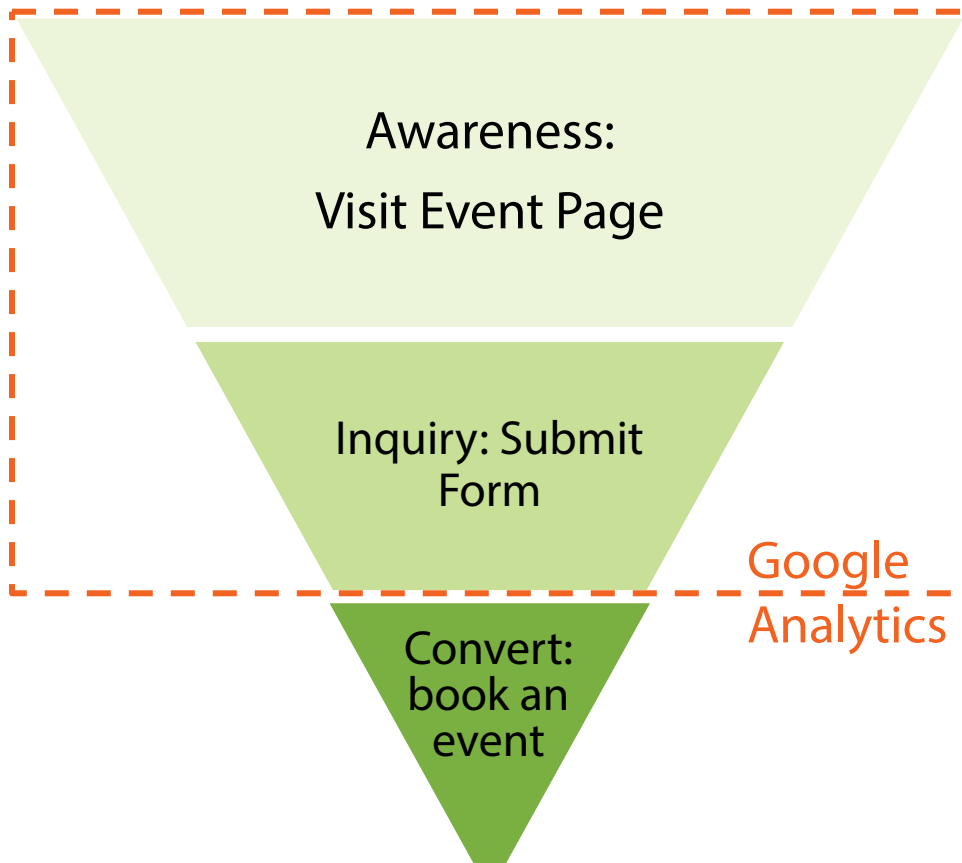 Awareness:
Visit Event Page
Inquiry: Submit
Form
Google
Analytics
Convert:
book an
event